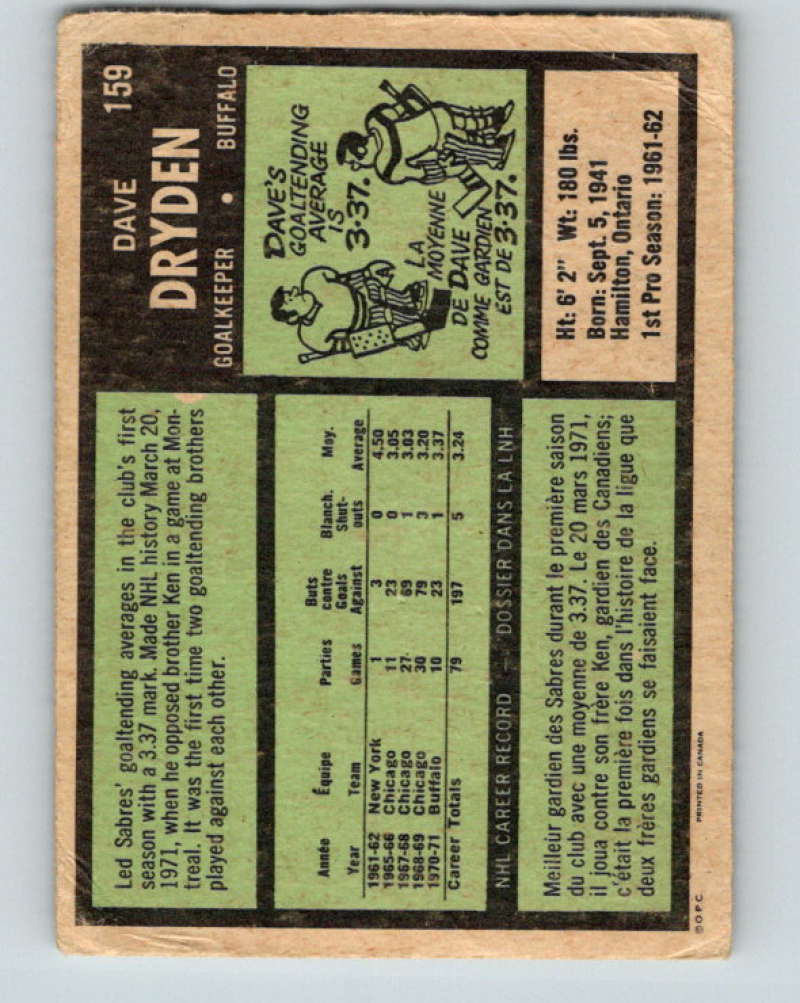 159
DAVE
DRYDEN
GOALKEEPER • BUFFALO
Led Sabres' goaltending averages in the club's first
season with a 3.37 mark. Made NHL history March 20,
1971, when he opposed brother Ken in a game at Mon-
treal. It was the first time two goaltending brothers
played against each other.
DAVE'S
GOALTENDING
AVERAGE
IS
3.37.
LA
MOYENNE
DE DAVE
COMME GARDIEN
EST DE 3.37.
Année Équipe Parties Buts contre Blanch. Moy.
Year Team Games Goals Against Shut-outs Average
1961-62 New York 1 3 0 4.50
1965-66 Chicago 11 23 0 3.05
1967-68 Chicago 27 69 1 3.03
1968-69 Chicago 30 79 3 3.20
1970-71 Buffalo 10 23 1 3.37
Career Totals 79 197 5 3.24
NHL CAREER RECORD — DOSSIER DANS LA LNH
Ht: 6' 2" Wt: 180 lbs.
Born: Sept. 5, 1941
Hamilton, Ontario
1st Pro Season: 1961-62
Meilleur gardien des Sabres durant le première saison
du club avec une moyenne de 3.37. Le 20 mars 1971,
il joua contre son frère Ken, gardien des Canadiens;
c'était la première fois dans l'histoire de la ligue que
deux frères gardiens se faisaient face.
© O.P.C. PRINTED IN CANADA